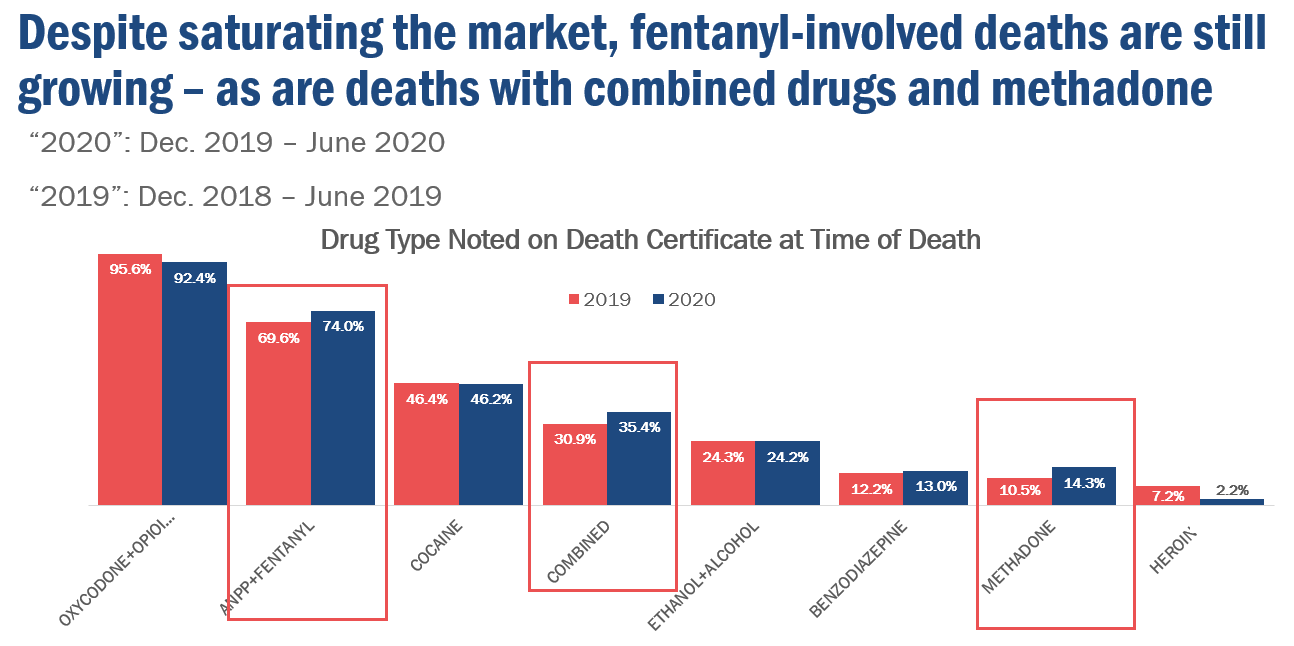 Despite saturating the market, fentanyl-involved deaths are still
growing – as are deaths with combined drugs and methadone
“2020”: Dec. 2019 – June 2020
“2019”: Dec. 2018 – June 2019
Drug Type Noted on Death Certificate at Time of Death
2019 2020
95.6% 92.4% 69.6% 74.0% 46.4% 46.2% 30.9% 35.4% 24.3% 24.2% 12.2% 13.0% 10.5% 14.3% 7.2% 2.2%
OXYCODONE+OPIOI...
ANPP+FENTANYL
COCAINE
COMBINED
ETHANOL+ALCOHOL
BENZODIAZEPINE
METHADONE
HEROIN